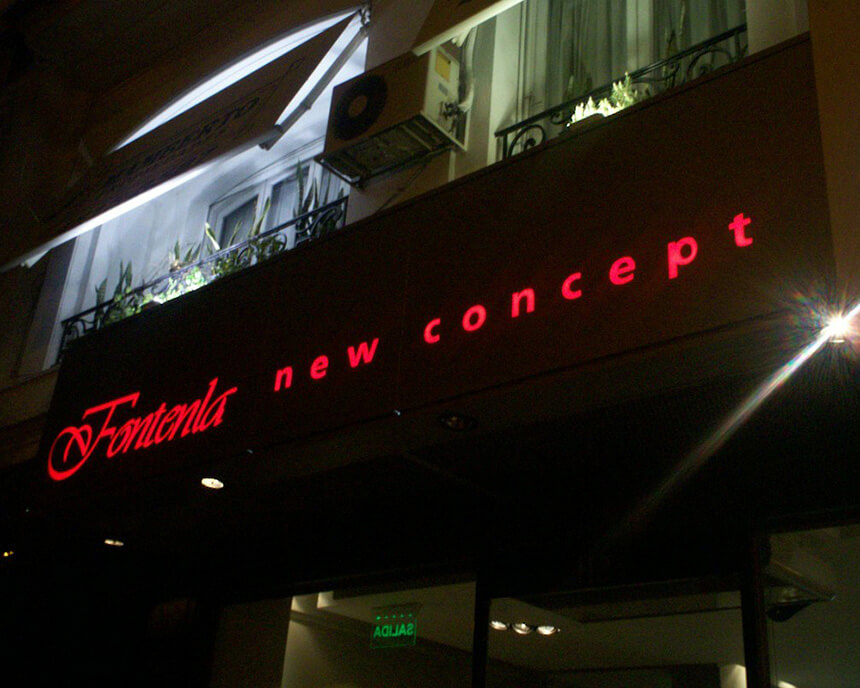 Fontenla new concept
SALIDA